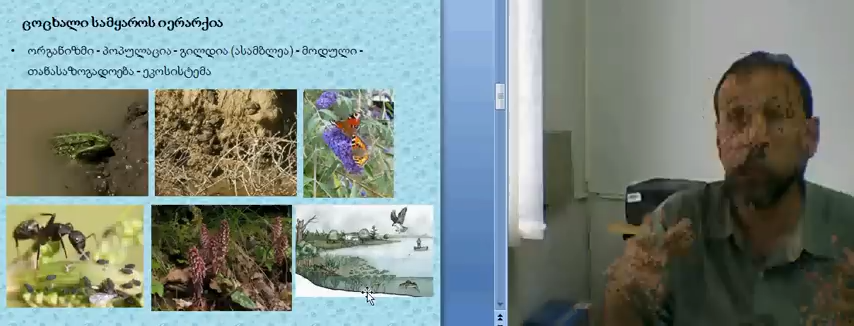 ცოცხალი სამყაროს იერარქია
• ორგანიზმი - პოპულაცია - გილდია (ასამბლეა) - მოდული -
თანასაზოგადოება - ეკოსისტემა